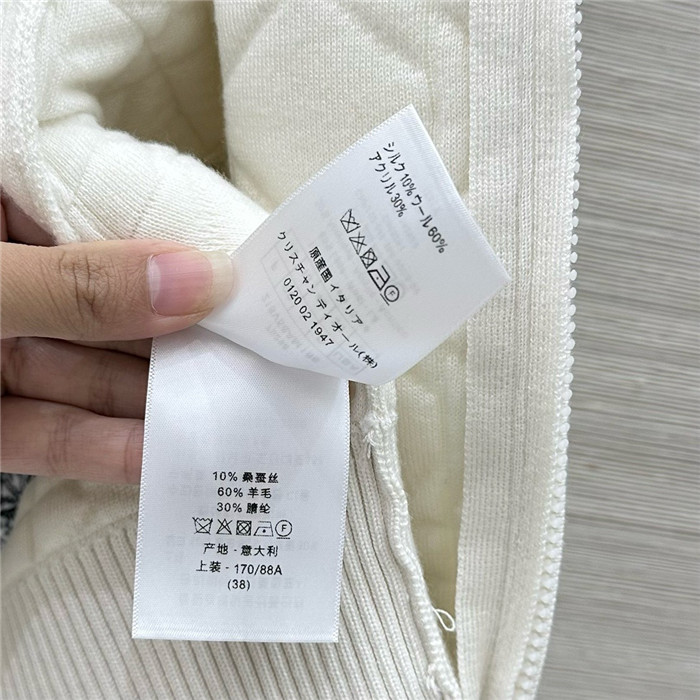 シルク10%ウール60%
アクリル30%
原産国 イタリア
クリスチャン ディオール(株)
0120 02 1947
10% 桑蚕丝
60% 羊毛
30% 腈纶
产地 - 意大利
上装 - 170/88A
(38)